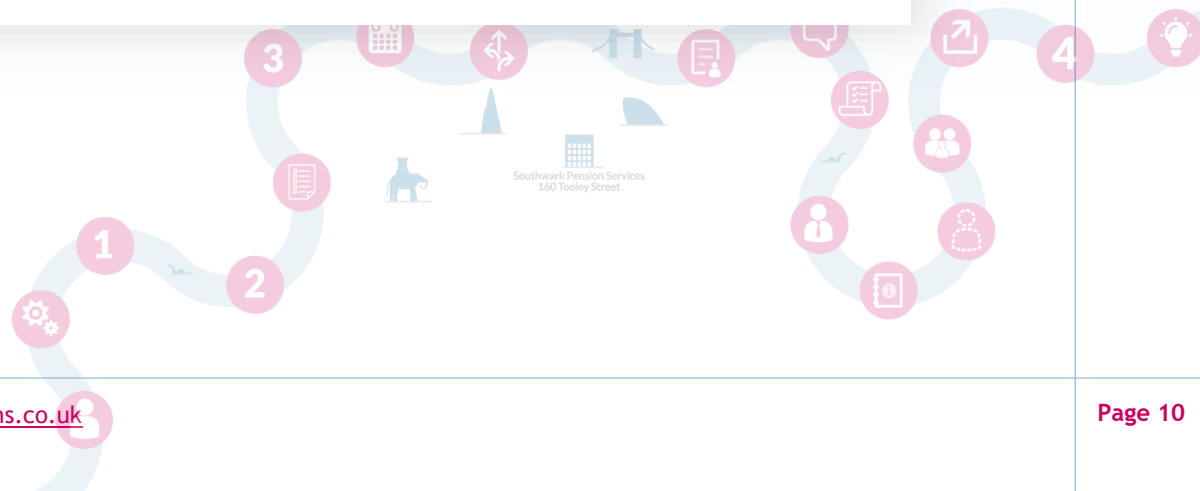 3
4
Southwark Pension Services
160 Tooley Street
1
2
ns.co.uk
Page 10